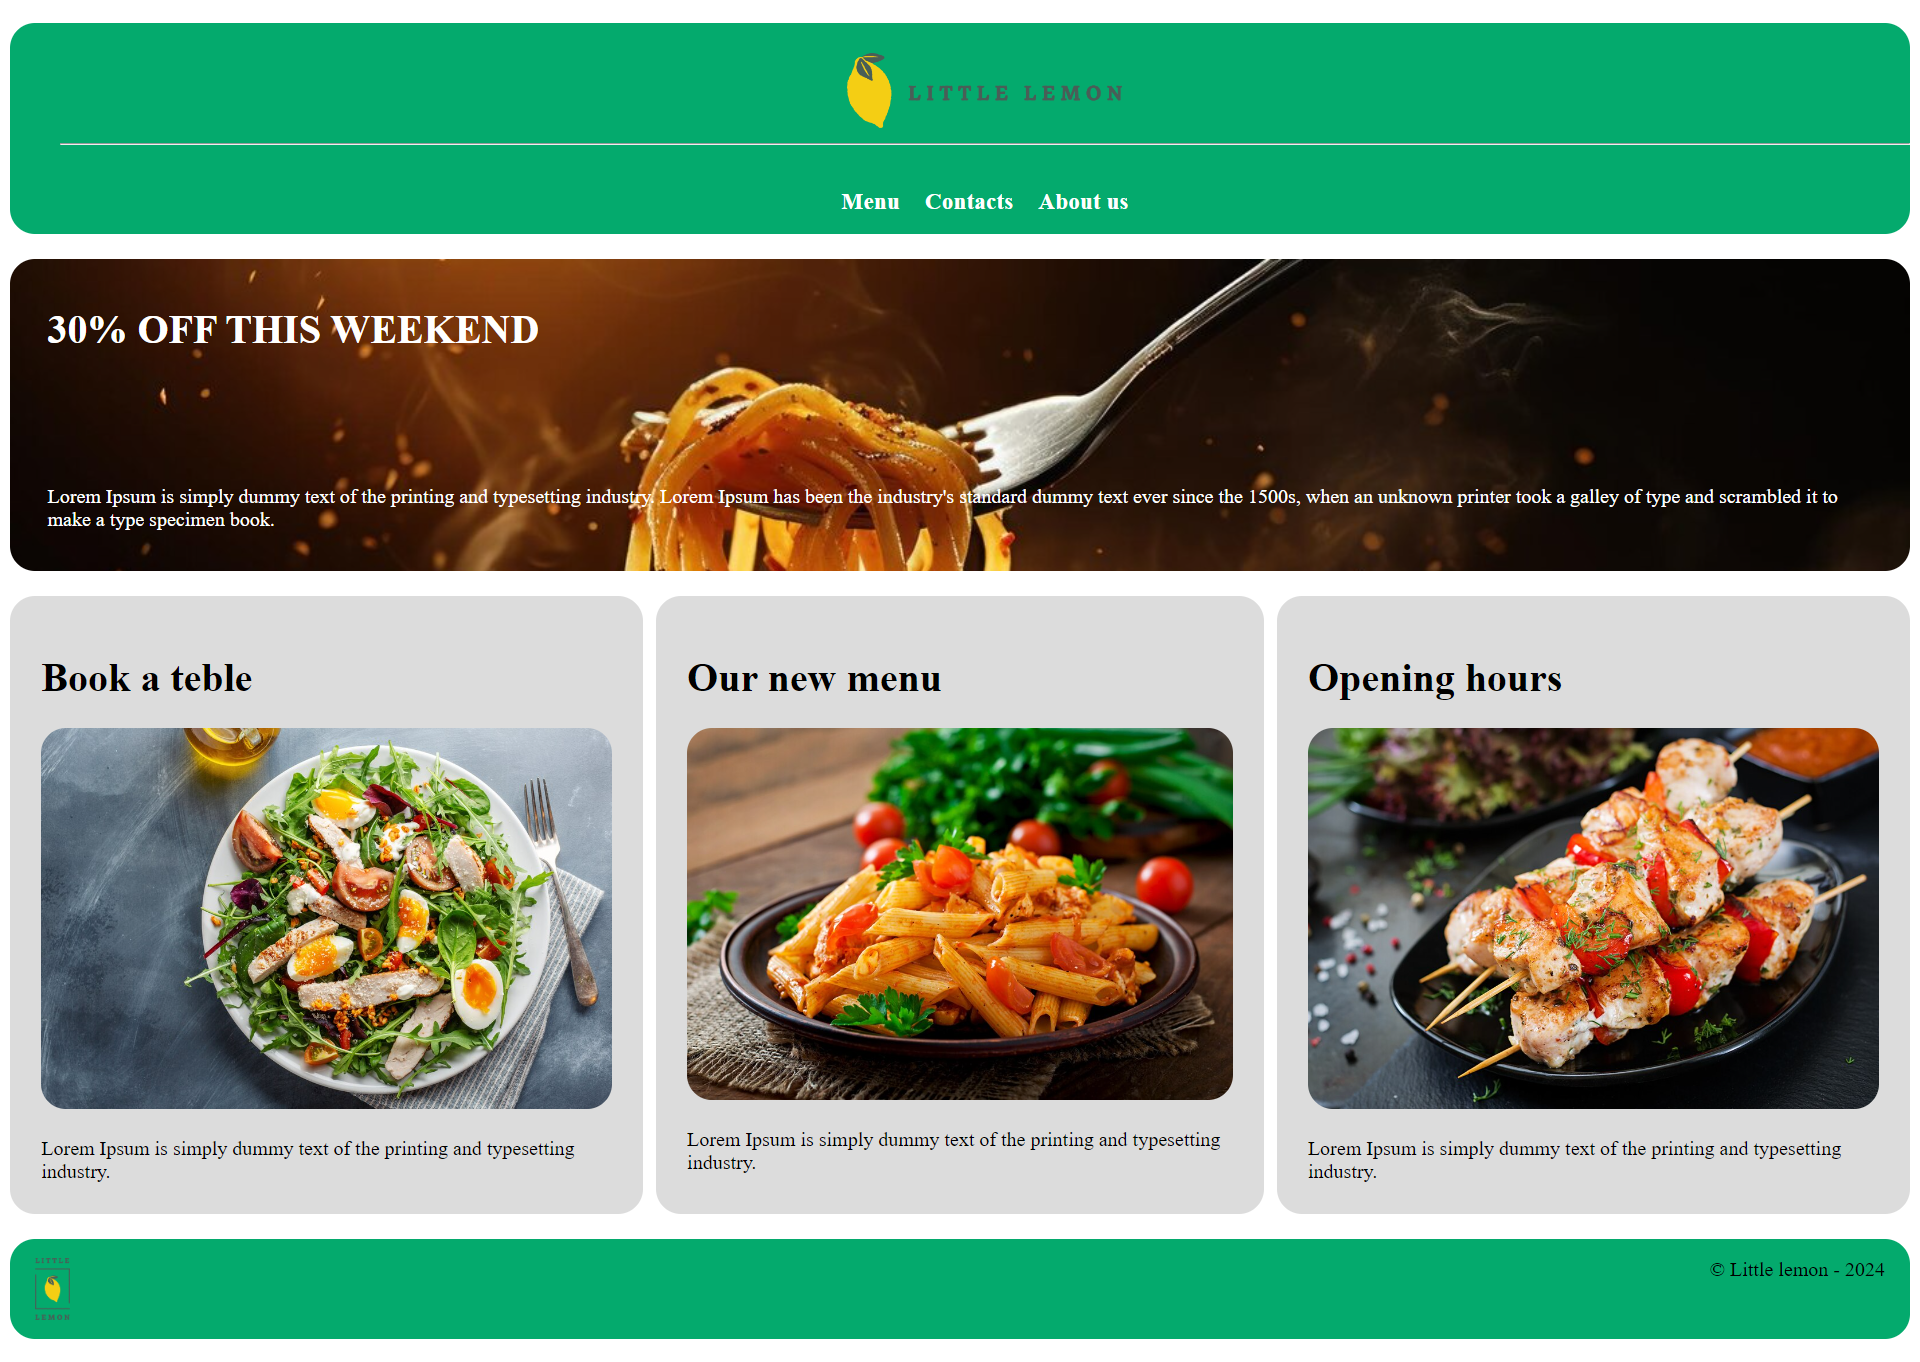 LITTLE LEMON
Menu Contacts About us
30% OFF THIS WEEKEND
Lorem Ipsum is simply dummy text of the printing and typesetting industry. Lorem Ipsum has been the industry's standard dummy text ever since the 1500s, when an unknown printer took a galley of type and scrambled it to
make a type specimen book.
Book a teble
Lorem Ipsum is simply dummy text of the printing and typesetting
industry.
Our new menu
Lorem Ipsum is simply dummy text of the printing and typesetting
industry.
Opening hours
Lorem Ipsum is simply dummy text of the printing and typesetting
industry.
LITTLE
LEMON
© Little lemon - 2024